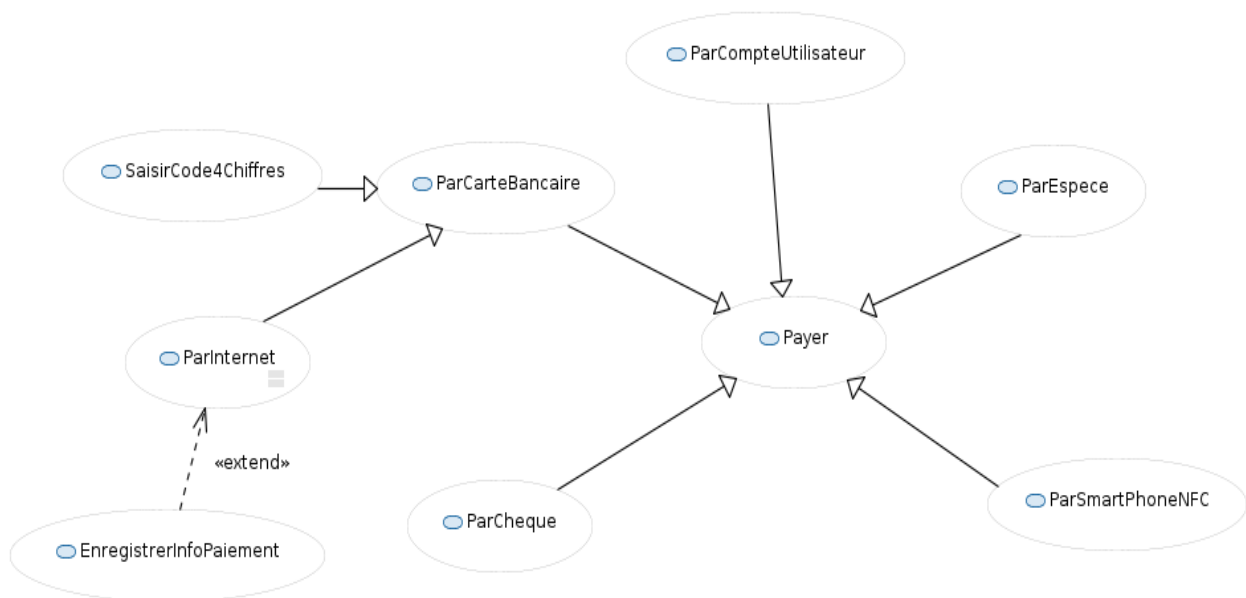 ParCompteUtilisateur
SaisirCode4Chiffres
ParCarteBancaire
ParEspece
Payer
ParInternet
«extend»
ParSmartPhoneNFC
ParCheque
EnregistrerInfoPaiement